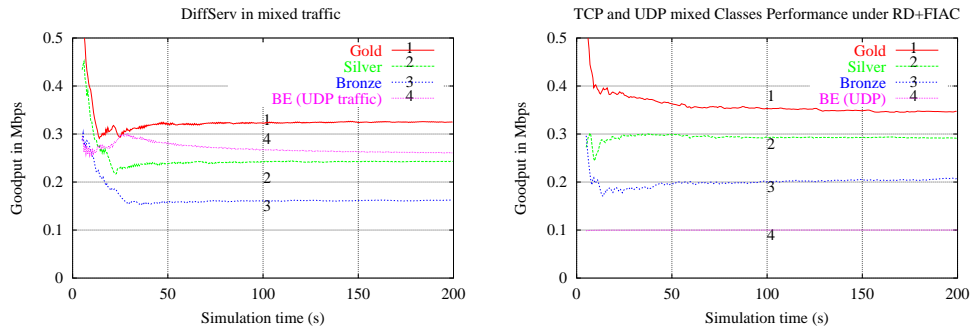 DiffServ in mixed traffic
0.5
0.4
0.3
0.2
0.1
0
Goodput in Mbps
Gold 1
Silver 2
Bronze 3
BE (UDP traffic) 4
1
4
2
3
0 50 100 150 200
Simulation time (s)
TCP and UDP mixed Classes Performance under RD+FIAC
0.5
0.4
0.3
0.2
0.1
0
Goodput in Mbps
Gold 1
Silver 2
Bronze 3
BE (UDP) 4
1
2
3
4
0 50 100 150 200
Simulation time (s)